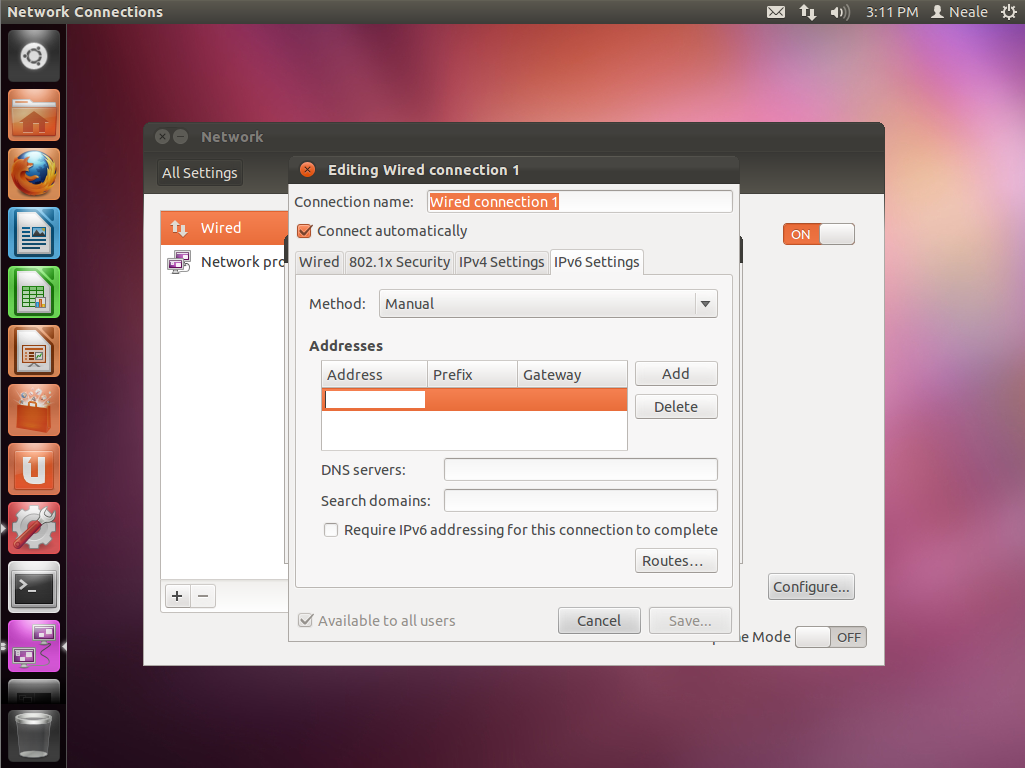 Network Connections 3:11 PM Neale
Network
All Settings
Editing Wired connection 1
Connection name: Wired connection 1
Connect automatically
Wired ON
Wired 802.1x Security IPv4 Settings IPv6 Settings
Network pro
Method: Manual
Addresses
Address Prefix Gateway Add
Delete
DNS servers:
Search domains:
Require IPv6 addressing for this connection to complete
Routes...
Configure...
Available to all users Cancel Save...
ne Mode OFF